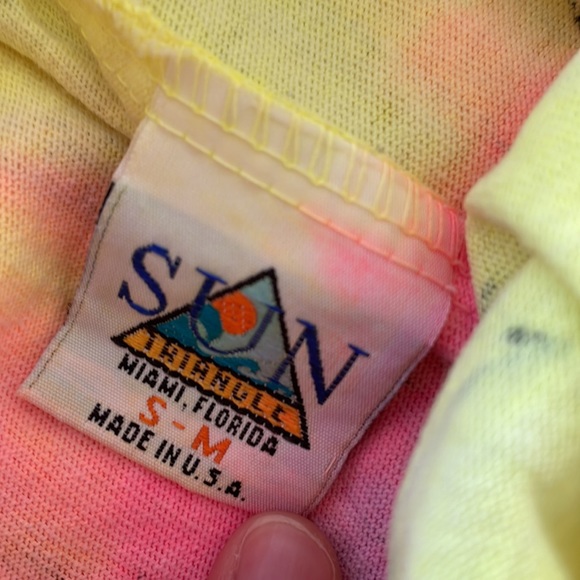 SUN
TRIANGLE
MIAMI, FLORIDA
S - M
MADE IN U.S.A.